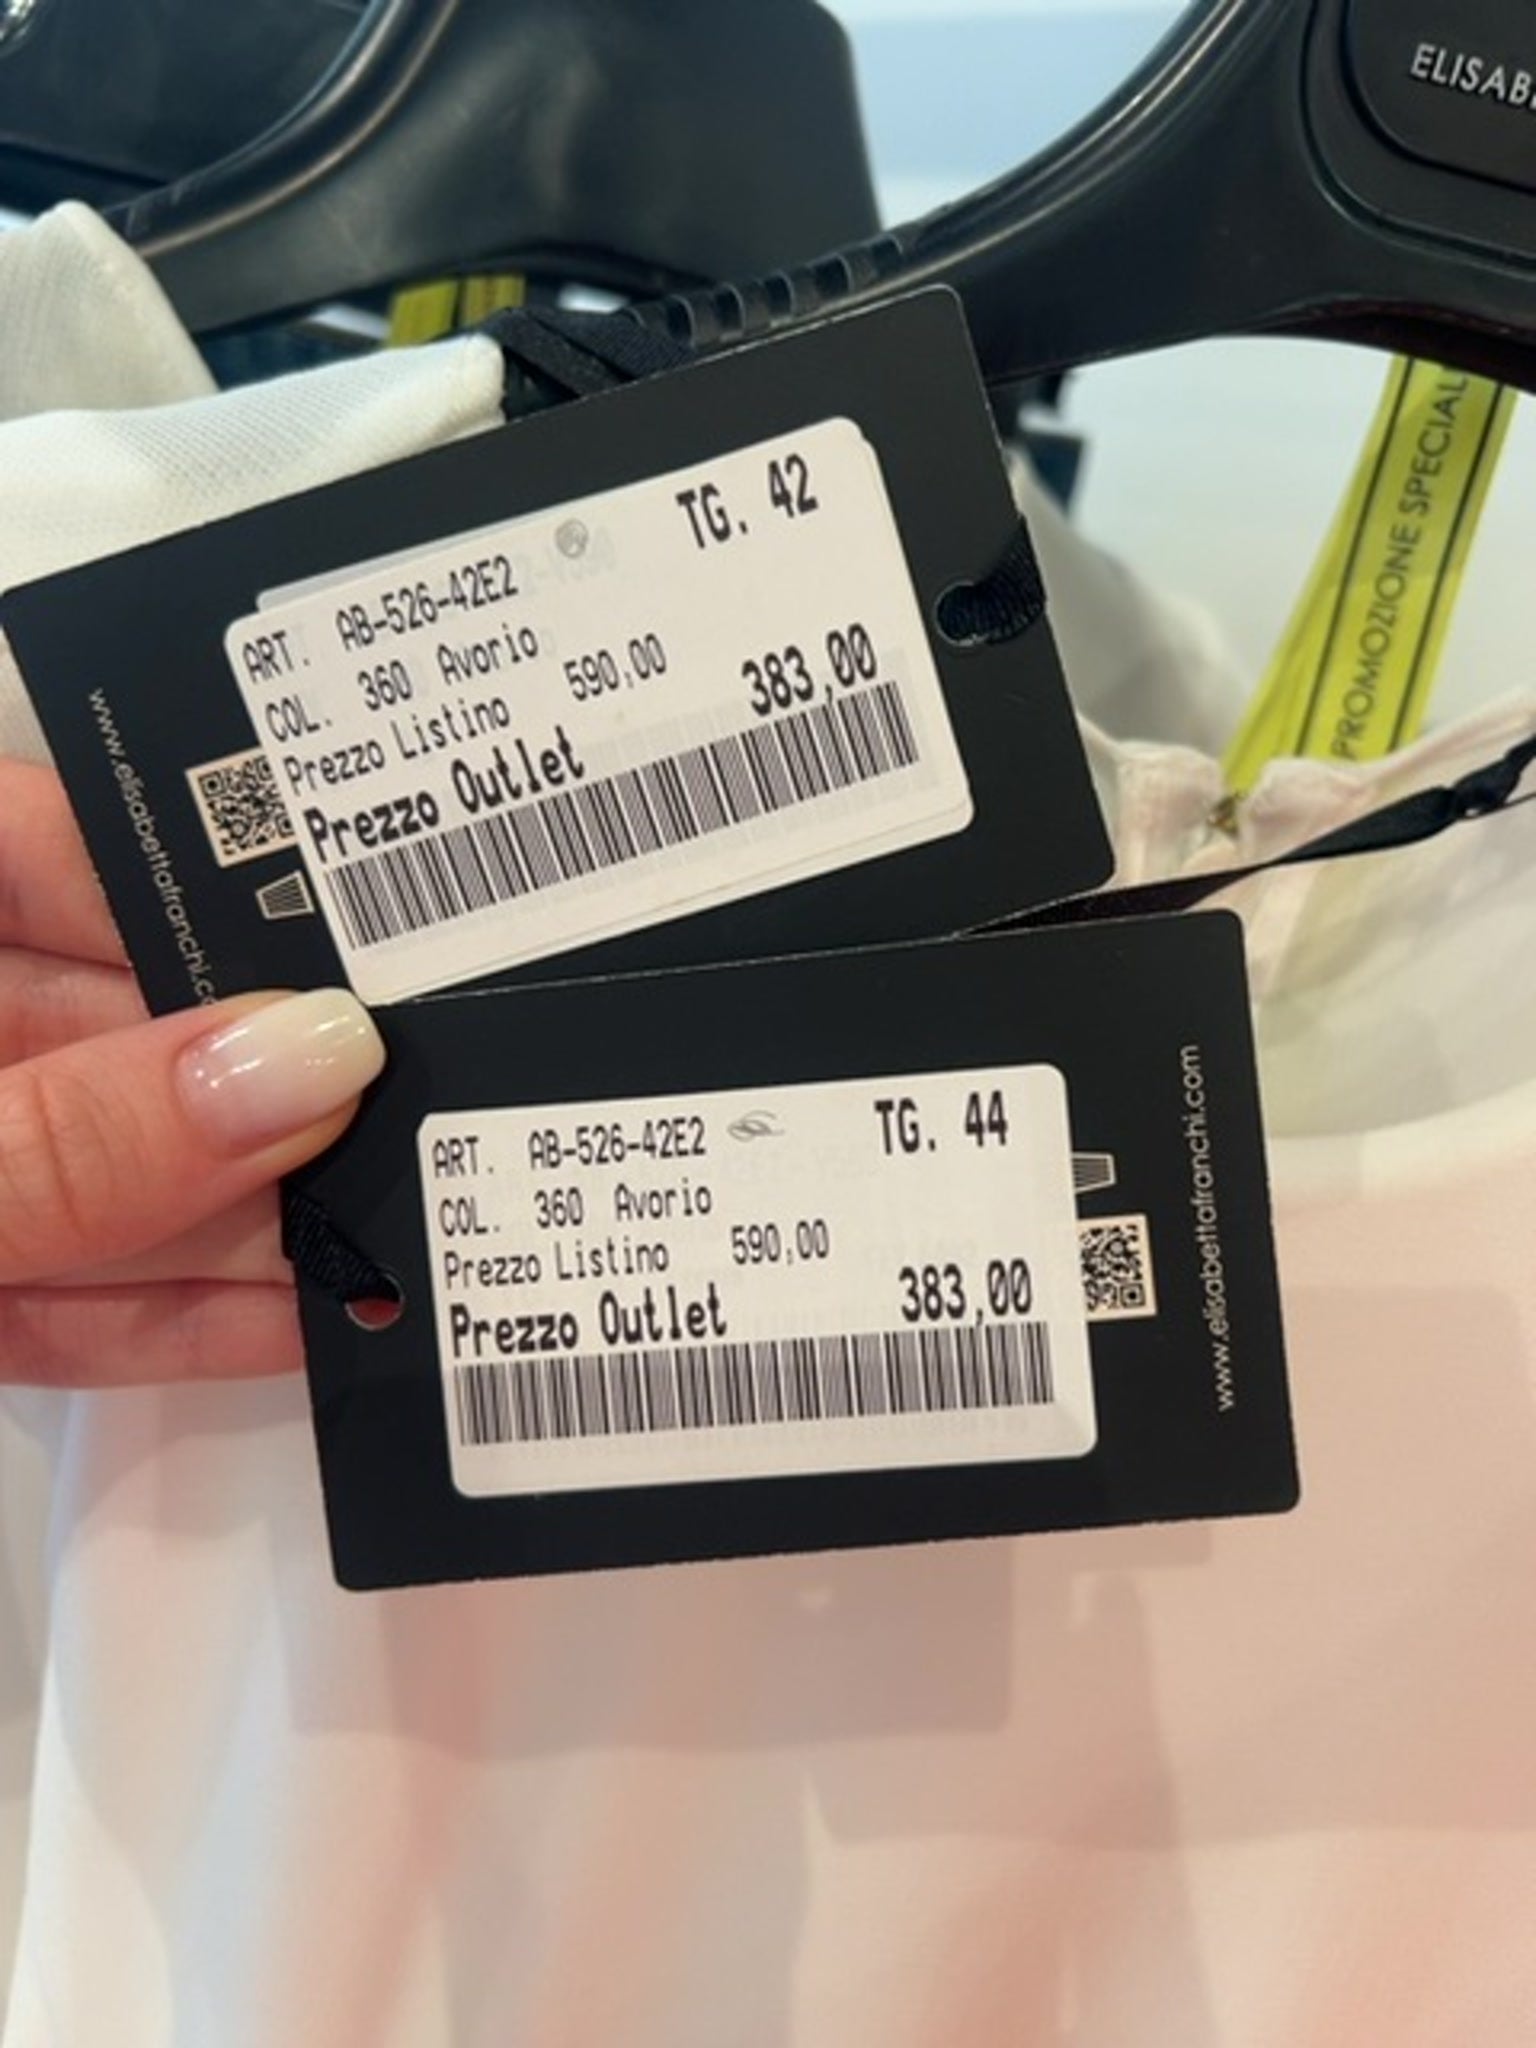 ELISAB
PROMOZIONE SPECIAL
TG. 42
ART. AB-526-42E2
COL. 360 Avorio
Prezzo Listino 590,00
Prezzo Outlet 383,00
www.elisabettafranchi.c
ART. AB-526-42E2 TG. 44
COL. 360 Avorio
Prezzo Listino 590,00
Prezzo Outlet 383,00
www.elisabettafranchi.com